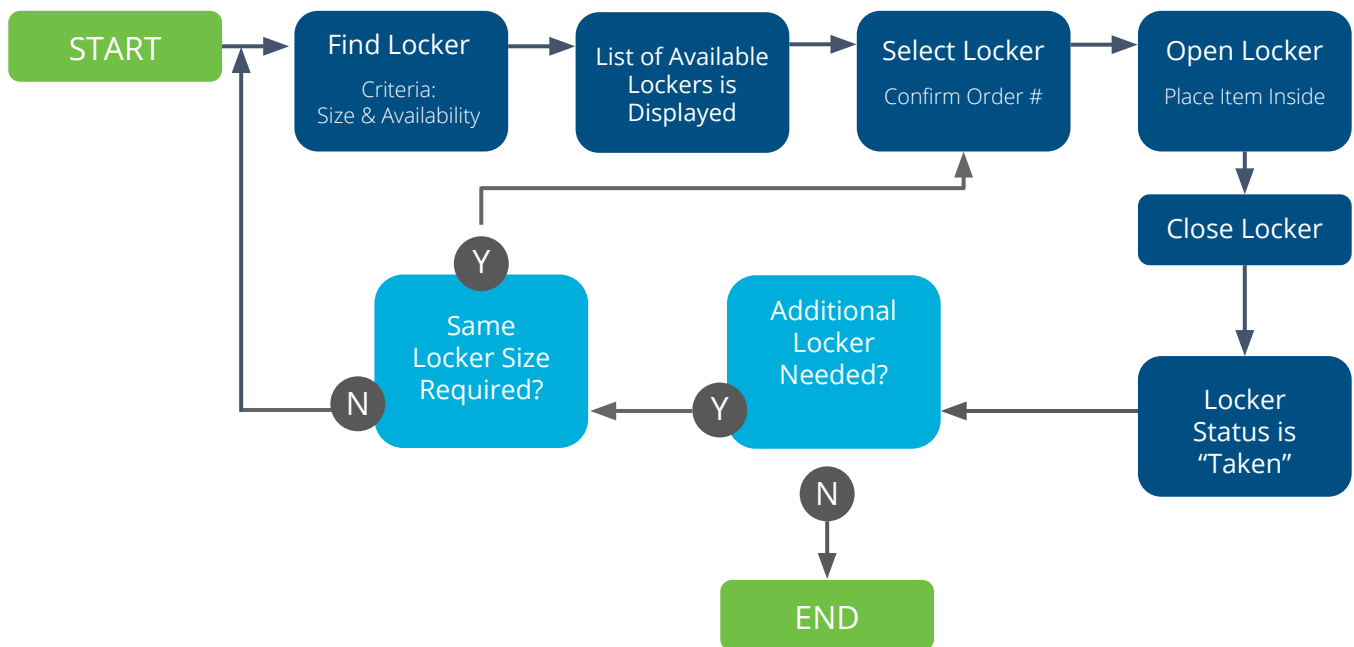 START
Find Locker
Criteria:
Size & Availability
List of Available
Lockers is
Displayed
Select Locker
Confirm Order #
Open Locker
Place Item Inside
Close Locker
Locker
Status is
“Taken”
Additional
Locker
Needed?
Y
N
Same
Locker Size
Required?
Y
N
END